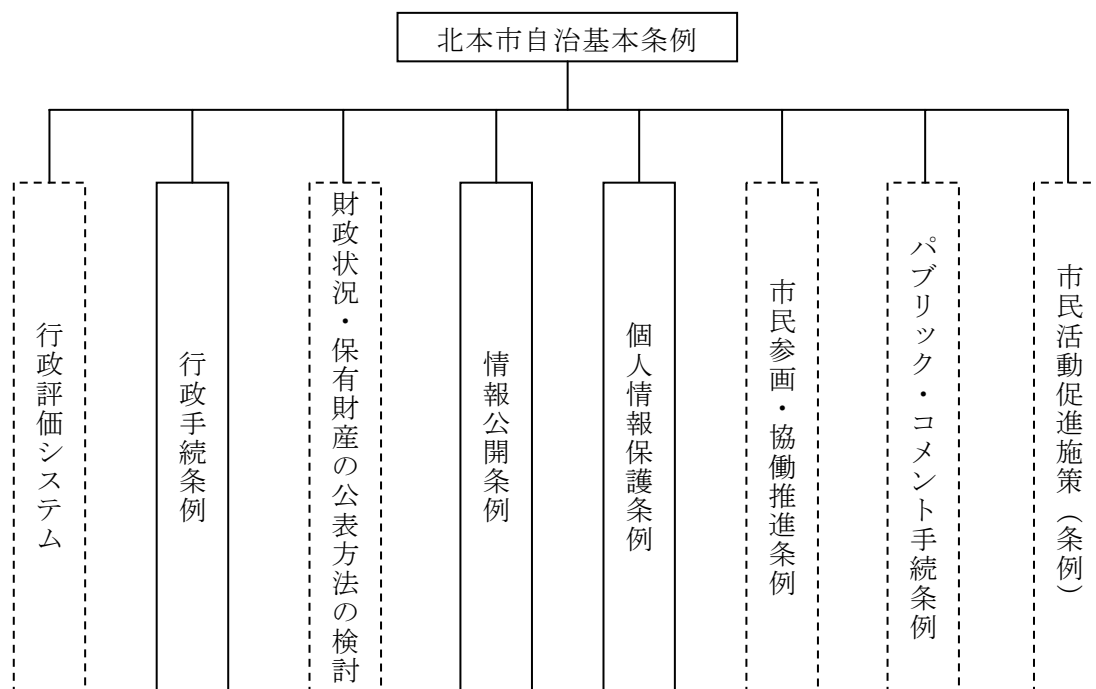 北本市自治基本条例
行政評価システム
行政手続条例
財政状況・保有財産の公表方法の検討
情報公開条例
個人情報保護条例
市民参画・協働推進条例
パブリック・コメント手続条例
市民活動促進施策（条例）